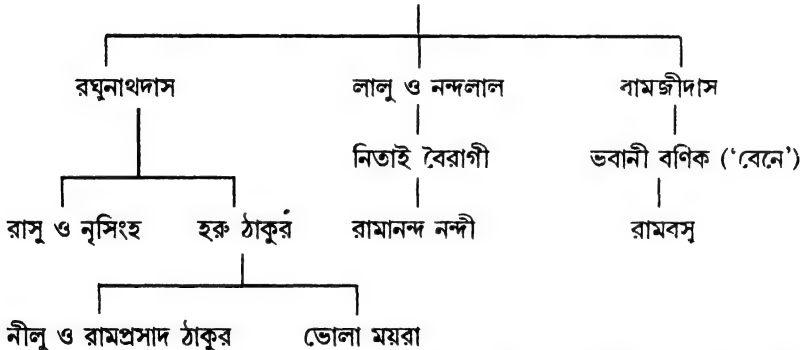 রঘুনাথদাস লালু ও নন্দলাল রামজীদাস
নিতাই বৈরাগী ভবানী বণিক (‘বেনে’)
রাসু ও নৃসিংহ হরু ঠাকুর রামানন্দ নন্দী রামবসু
নীলু ও রামপ্রসাদ ঠাকুর ভোলা ময়রা